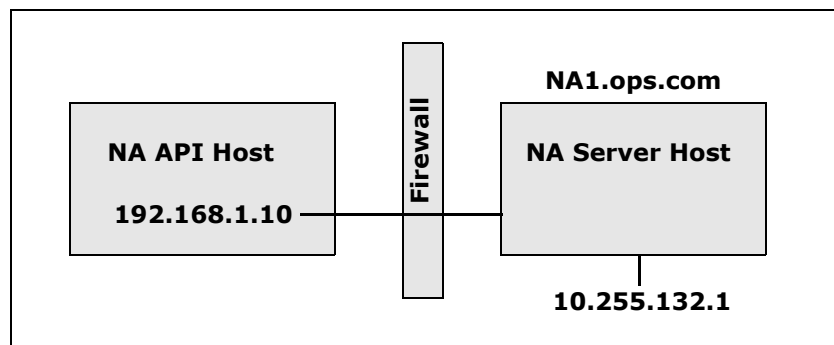 NA API Host
192.168.1.10
Firewall
NA1.ops.com
NA Server Host
10.255.132.1